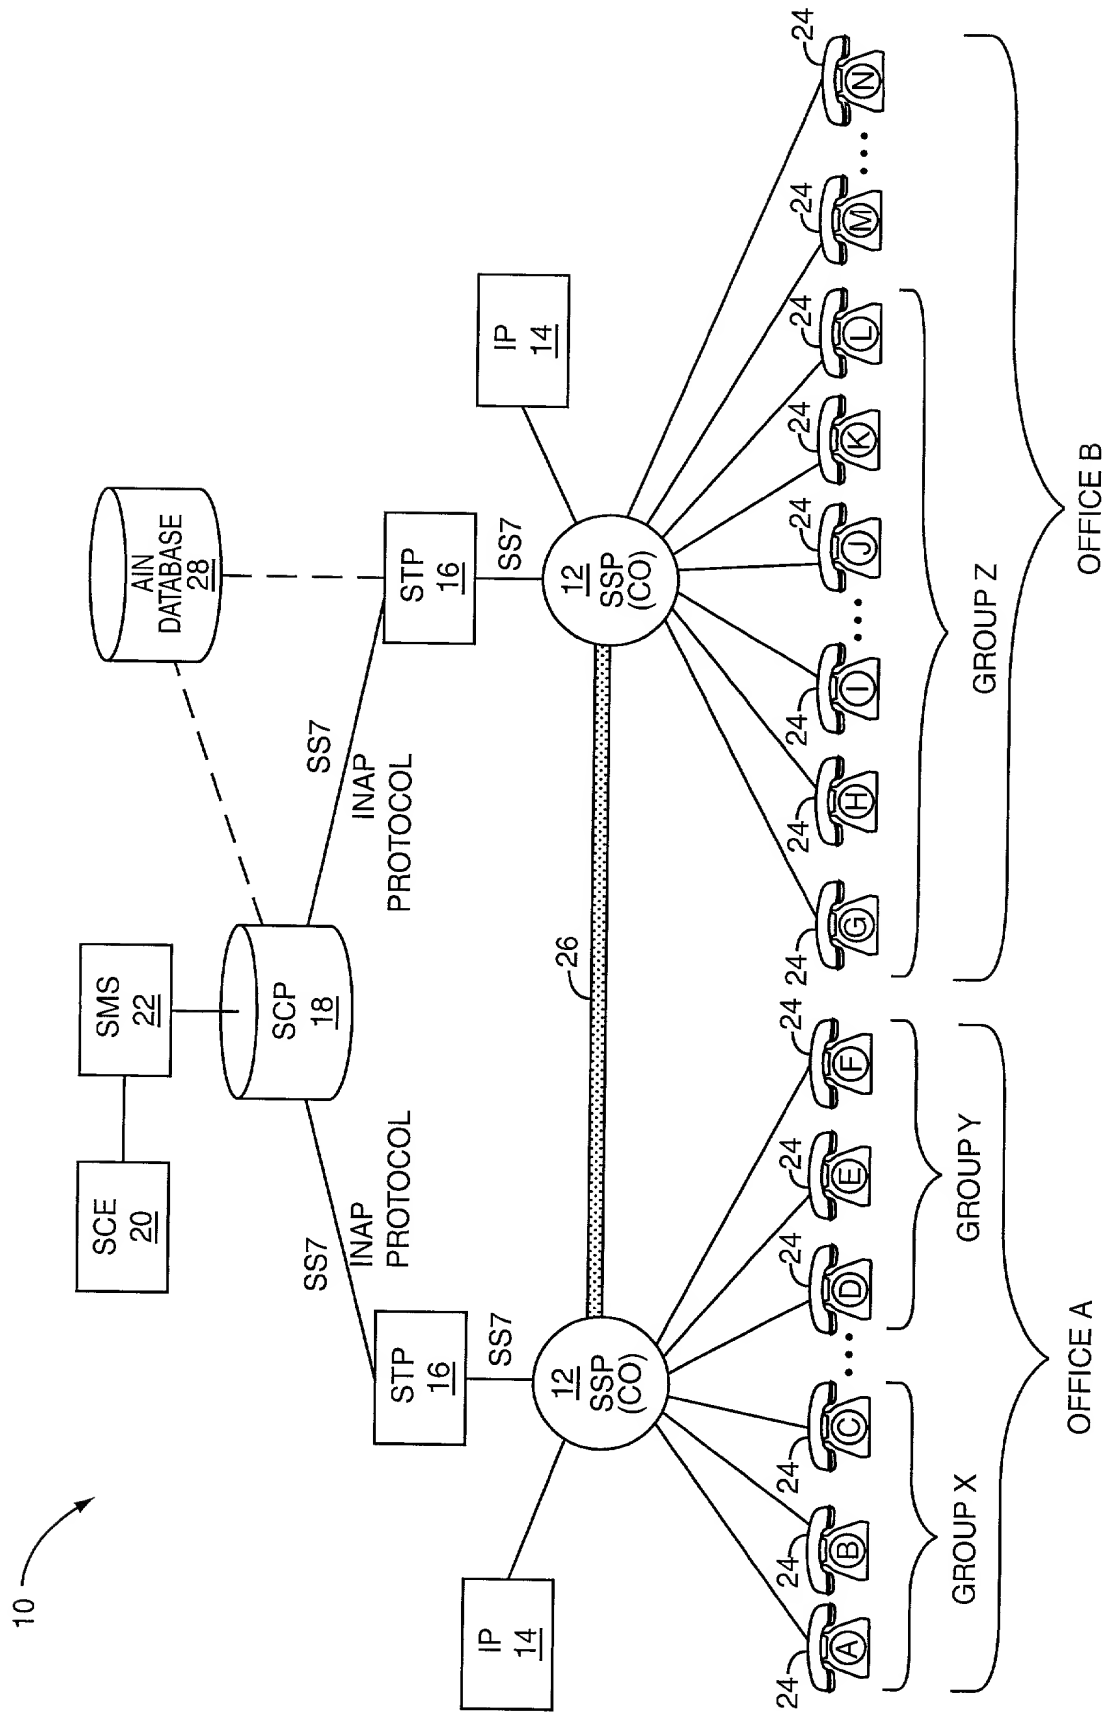 10
SCE
20
SMS
22
AIN
DATABASE
28
SCP
18
SS7
INAP
PROTOCOL
SS7
INAP
PROTOCOL
STP
16
STP
16
SS7
SS7
IP
14
IP
14
12
SSP
(CO)
26
12
SSP
(CO)
24
24
24
24
24
24
24
24
24
24
24
24
24
24
A
B
C
D
E
F
G
H
I
J
K
L
M
N
GROUP X
GROUP Y
GROUP Z
OFFICE A
OFFICE B